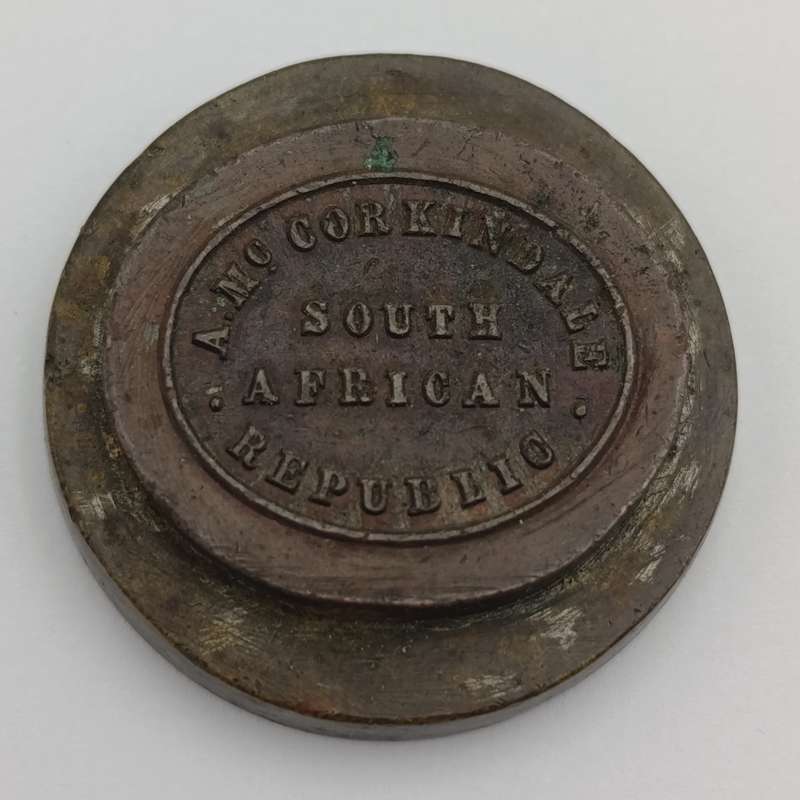 A. Mc. CORKINDALE
SOUTH
· AFRICAN ·
REPUBLIC